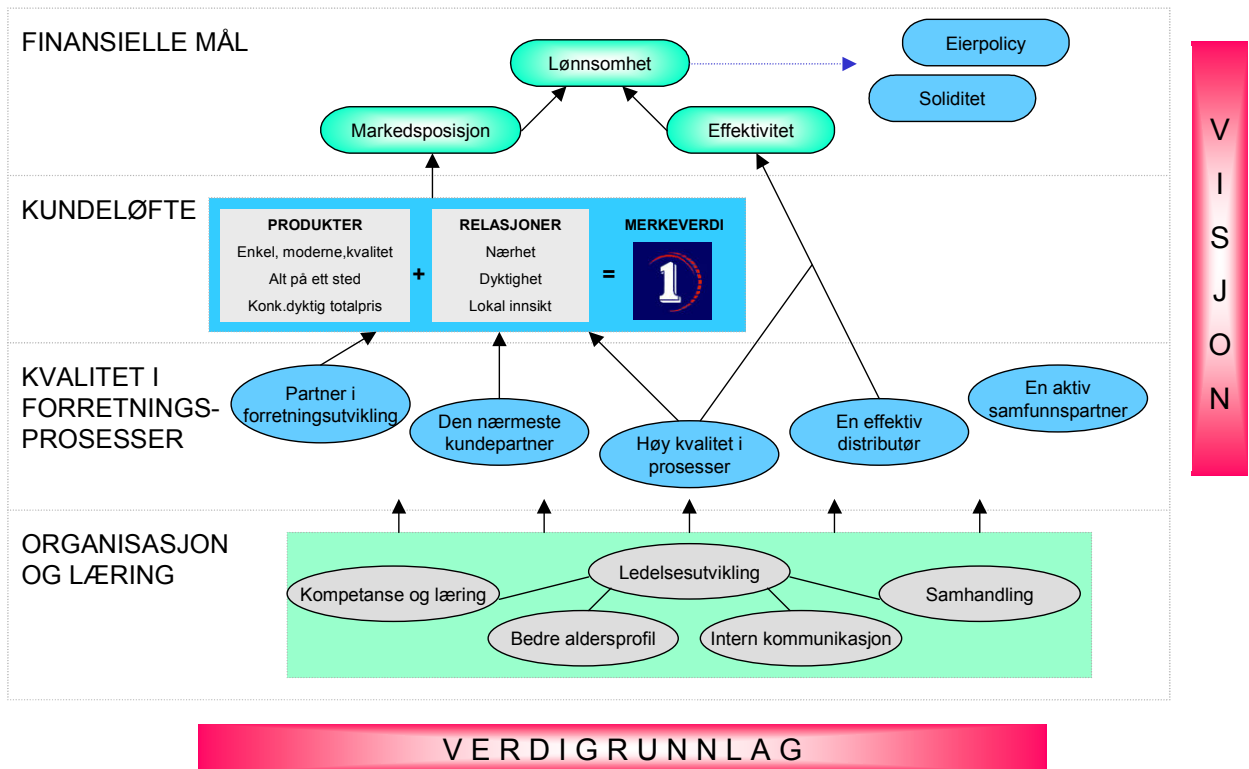 FINANSIELLE MÅL
Lønnsomhet
Eierpolicy
Soliditet
Markedsposisjon
Effektivitet
KUNDELØFTE
PRODUKTER
Enkel, moderne,kvalitet
Alt på ett sted
Konk.dyktig totalpris
+
RELASJONER
Nærhet
Dyktighet
Lokal innsikt
=
MERKEVERDI
1
KVALITET I
FORRETNINGS-
PROSESSER
Partner i
forretningsutvikling
Den nærmeste
kundepartner
Høy kvalitet i
prosesser
En effektiv
distributør
En aktiv
samfunnspartner
ORGANISASJON
OG LÆRING
Kompetanse og læring
Ledelsesutvikling
Samhandling
Bedre aldersprofil
Intern kommunikasjon
VISJON
VERDIGRUNNLAG